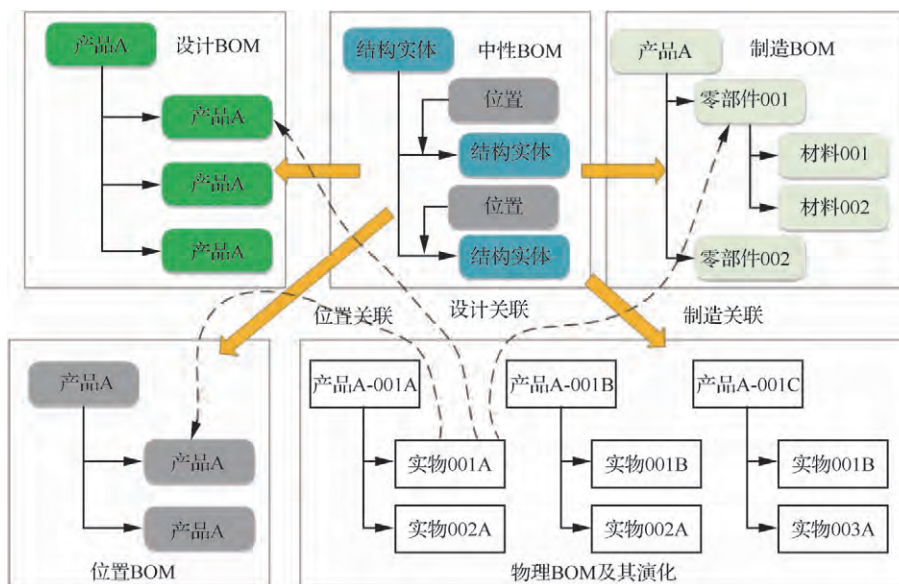 产品A
设计BOM
产品A
产品A
产品A
结构实体
中性BOM
位置
结构实体
位置
结构实体
产品A
制造BOM
零部件001
材料001
材料002
零部件002
位置关联
设计关联
制造关联
产品A
产品A
产品A
位置BOM
产品A-001A
产品A-001B
产品A-001C
实物001A
实物001B
实物001B
实物002A
实物002A
实物003A
物理BOM及其演化